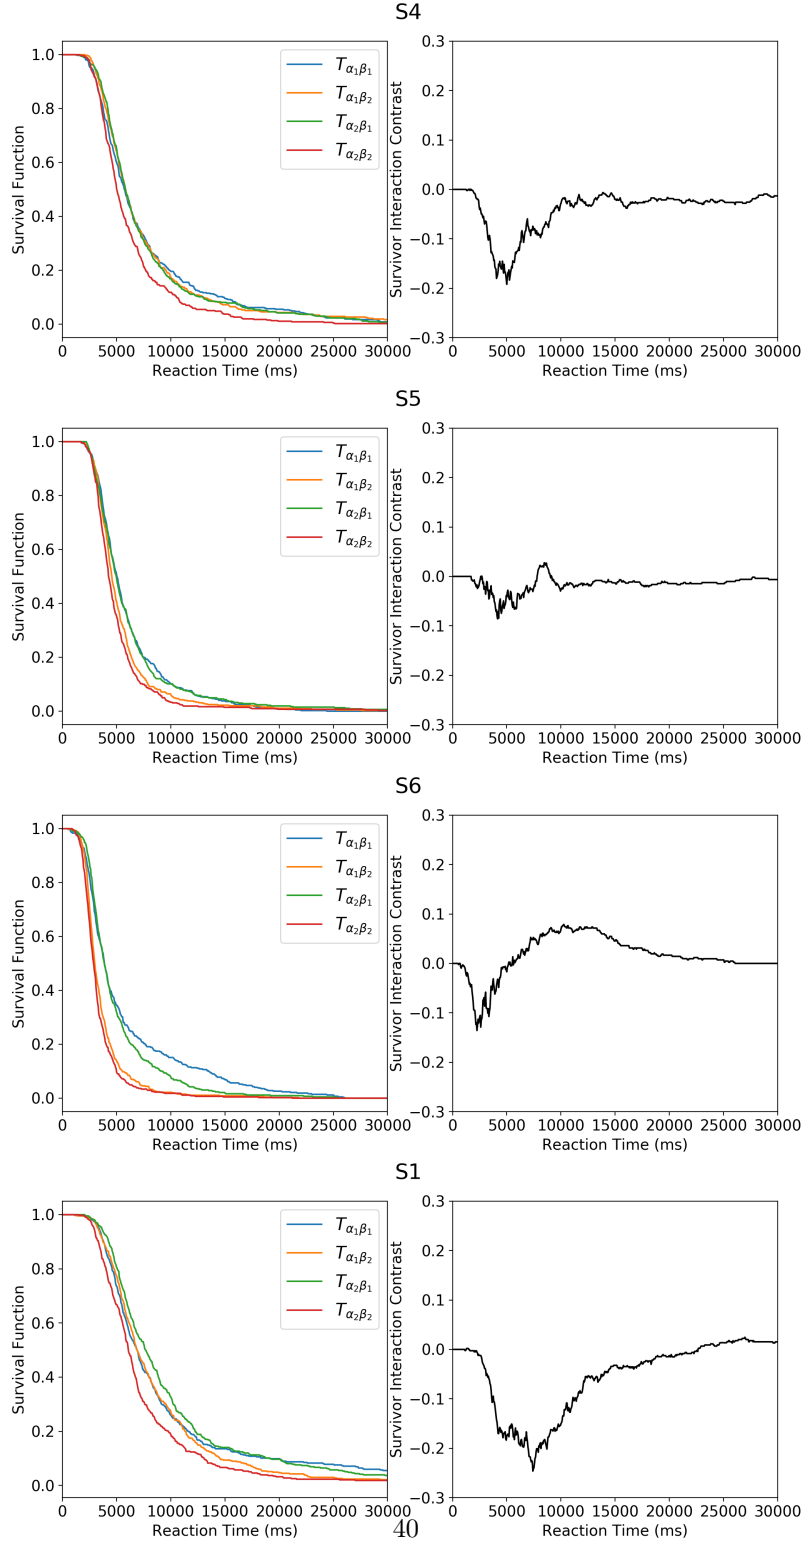 S4
1.0
0.8
0.6
0.4
0.2
0.0
Survival Function
T_{α₁β₁}
T_{α₁β₂}
T_{α₂β₁}
T_{α₂β₂}
0 5000 10000 15000 20000 25000 30000
Reaction Time (ms)
0.3
0.2
0.1
0.0
−0.1
−0.2
−0.3
Survivor Interaction Contrast
0 5000 10000 15000 20000 25000 30000
Reaction Time (ms)
S5
1.0
0.8
0.6
0.4
0.2
0.0
Survival Function
T_{α₁β₁}
T_{α₁β₂}
T_{α₂β₁}
T_{α₂β₂}
0 5000 10000 15000 20000 25000 30000
Reaction Time (ms)
0.3
0.2
0.1
0.0
−0.1
−0.2
−0.3
Survivor Interaction Contrast
0 5000 10000 15000 20000 25000 30000
Reaction Time (ms)
S6
1.0
0.8
0.6
0.4
0.2
0.0
Survival Function
T_{α₁β₁}
T_{α₁β₂}
T_{α₂β₁}
T_{α₂β₂}
0 5000 10000 15000 20000 25000 30000
Reaction Time (ms)
0.3
0.2
0.1
0.0
−0.1
−0.2
−0.3
Survivor Interaction Contrast
0 5000 10000 15000 20000 25000 30000
Reaction Time (ms)
S1
1.0
0.8
0.6
0.4
0.2
0.0
Survival Function
T_{α₁β₁}
T_{α₁β₂}
T_{α₂β₁}
T_{α₂β₂}
0 5000 10000 15000 20000 25000 30000
Reaction Time (ms)
0.3
0.2
0.1
0.0
−0.1
−0.2
−0.3
Survivor Interaction Contrast
0 5000 10000 15000 20000 25000 30000
Reaction Time (ms)
40